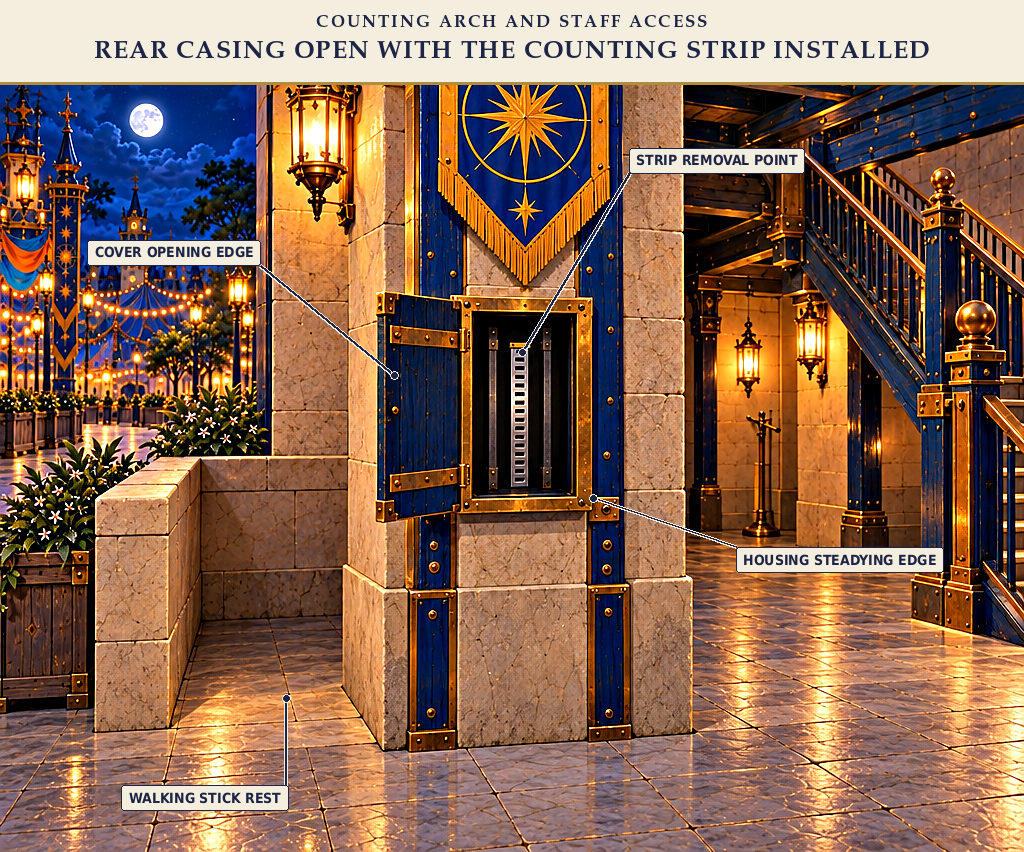 COUNTING ARCH AND STAFF ACCESS
REAR CASING OPEN WITH THE COUNTING STRIP INSTALLED
STRIP REMOVAL POINT
COVER OPENING EDGE
HOUSING STEADYING EDGE
WALKING STICK REST